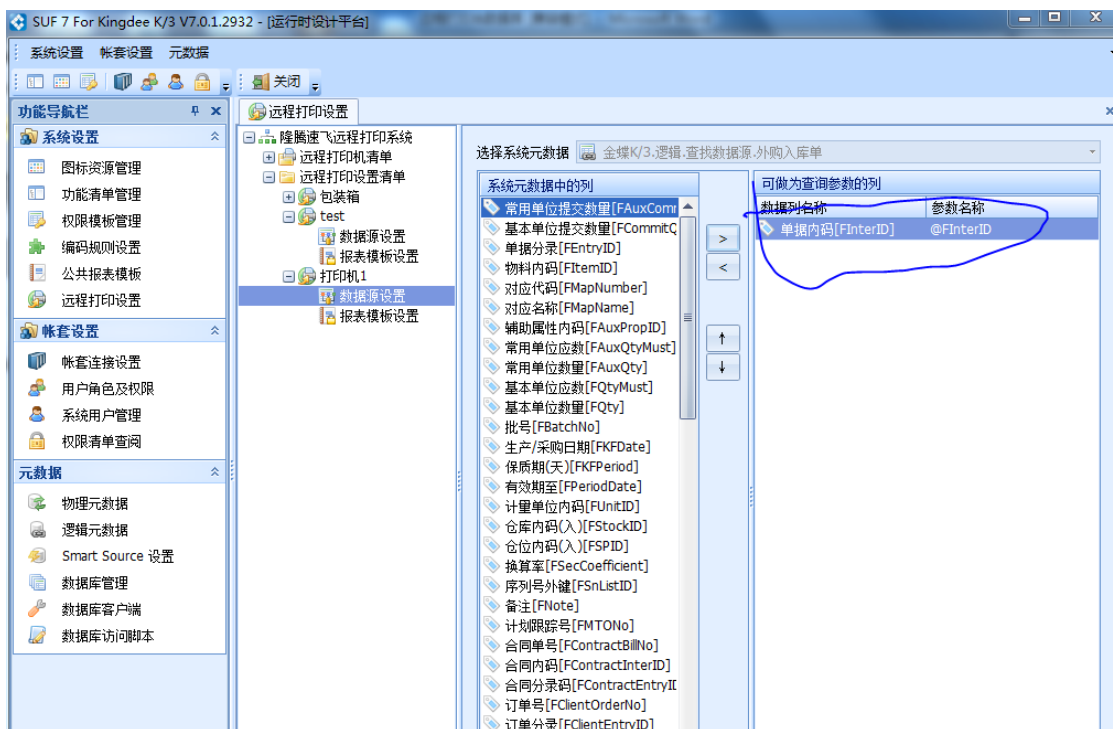 SUF 7 For Kingdee K/3 V7.0.1.2932 - [运行时设计平台]
系统设置 帐套设置 元数据
关闭
功能导航栏
系统设置
图标资源管理
功能清单管理
权限模板管理
编码规则设置
公共报表模板
远程打印设置
帐套设置
帐套连接设置
用户角色及权限
系统用户管理
权限清单查阅
元数据
物理元数据
逻辑元数据
Smart Source 设置
数据库管理
数据库客户端
数据库访问脚本
远程打印设置
隆腾速飞远程打印系统
远程打印机清单
远程打印设置清单
包装箱
test
数据源设置
报表模板设置
打印机1
数据源设置
报表模板设置
选择系统元数据 金蝶K/3.逻辑.查找数据源.外购入库单
系统元数据中的列
常用单位提交数量[FAuxComm
基本单位提交数量[FCommitQ
单据分录[FEntryID]
物料内码[FItemID]
对应代码[FMapNumber]
对应名称[FMapName]
辅助属性内码[FAuxPropID]
常用单位应数[FAuxQtyMust]
常用单位数量[FAuxQty]
基本单位应数[FQtyMust]
基本单位数量[FQty]
批号[FBatchNo]
生产/采购日期[FKFDate]
保质期(天)[FKFPeriod]
有效期至[FPeriodDate]
计量单位内码[FUnitID]
仓库内码(入)[FStockID]
仓位内码(入)[FSPID]
换算率[FSecCoefficient]
序列号外鍵[FSnListID]
备注[FNote]
计划跟踪号[FMTONo]
合同单号[FContractBillNo]
合同内码[FContractInterID]
合同分录码[FContractEntryID
订单号[FClientOrderNo]
订单分录[FClientEntryID]
>
<
↑
↓
可做为查询参数的列
数据列名称 参数名称
单据内码[FInterID] @FInterID